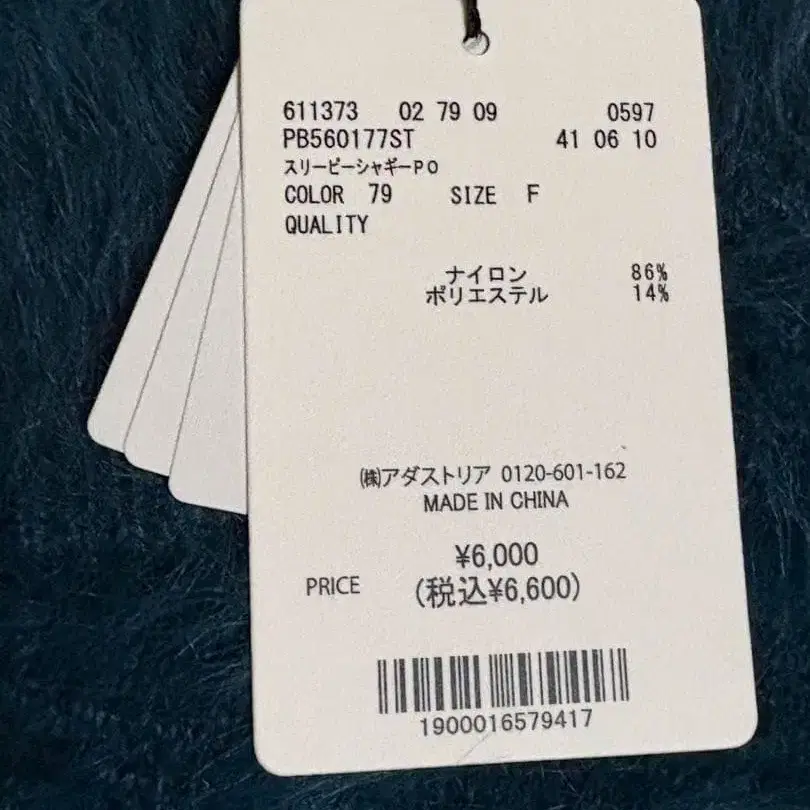 611373 02 79 09 0597
PB560177ST 41 06 10
スリーピーシャギーPO
COLOR 79 SIZE F
QUALITY
ナイロン 86%
ポリエステル 14%
㈱アダストリア 0120-601-162
MADE IN CHINA
¥6,000
PRICE (税込¥6,600)
1900016579417